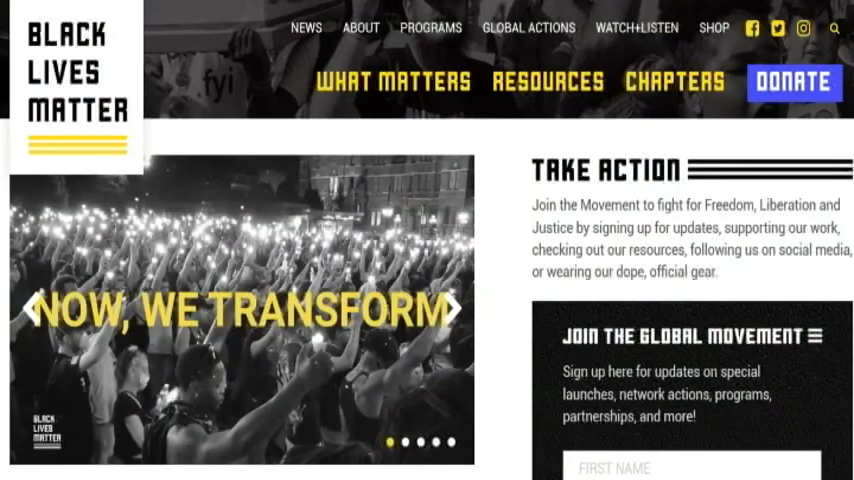 BLACK
LIVES
MATTER
NEWS ABOUT PROGRAMS GLOBAL ACTIONS WATCH+LISTEN SHOP
.fyi
WHAT MATTERS RESOURCES CHAPTERS DONATE
NOW, WE TRANSFORM
BLACK
LIVES
MATTER
TAKE ACTION
Join the Movement to fight for Freedom, Liberation and
Justice by signing up for updates, supporting our work,
checking out our resources, following us on social media,
or wearing our dope, official gear.
JOIN THE GLOBAL MOVEMENT
Sign up here for updates on special
launches, network actions, programs,
partnerships, and more!
FIRST NAME